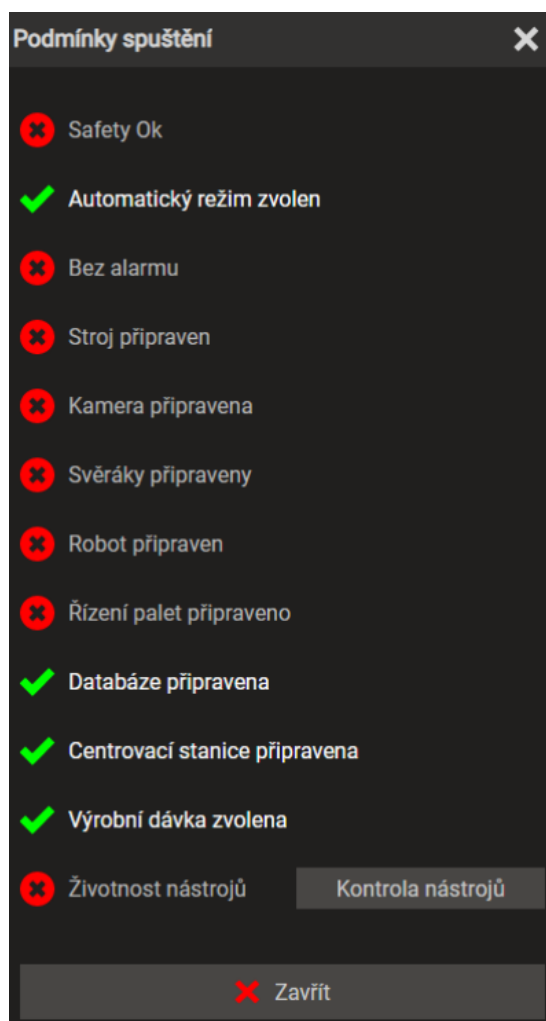 Podmínky spuštění
Safety Ok
Automatický režim zvolen
Bez alarmu
Stroj připraven
Kamera připravena
Svěráky připraveny
Robot připraven
Řízení palet připraveno
Databáze připravena
Centrovací stanice připravena
Výrobní dávka zvolena
Životnost nástrojů Kontrola nástrojů
Zavřít